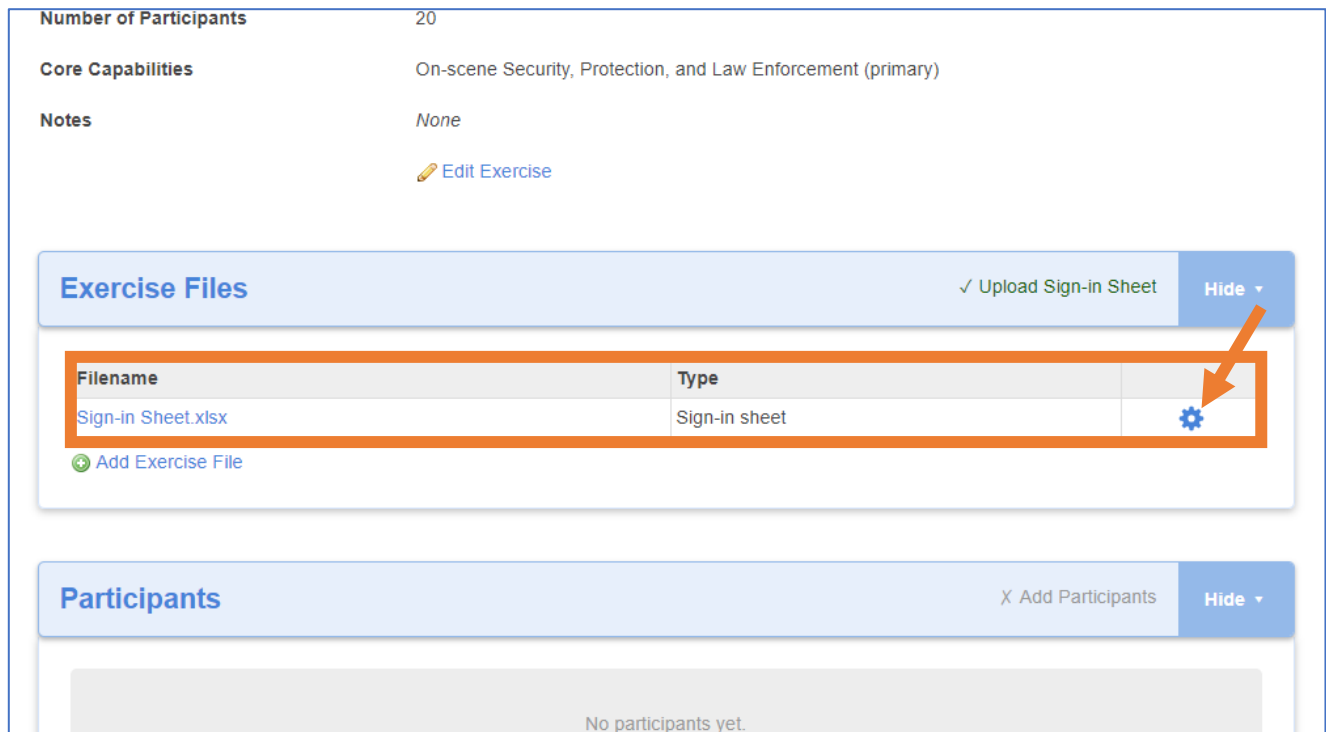 Number of Participants 20
Core Capabilities On-scene Security, Protection, and Law Enforcement (primary)
Notes None
Edit Exercise
Exercise Files ✓ Upload Sign-in Sheet Hide
Filename Type
Sign-in Sheet.xlsx Sign-in sheet
Add Exercise File
Participants ✗ Add Participants Hide
No participants yet.